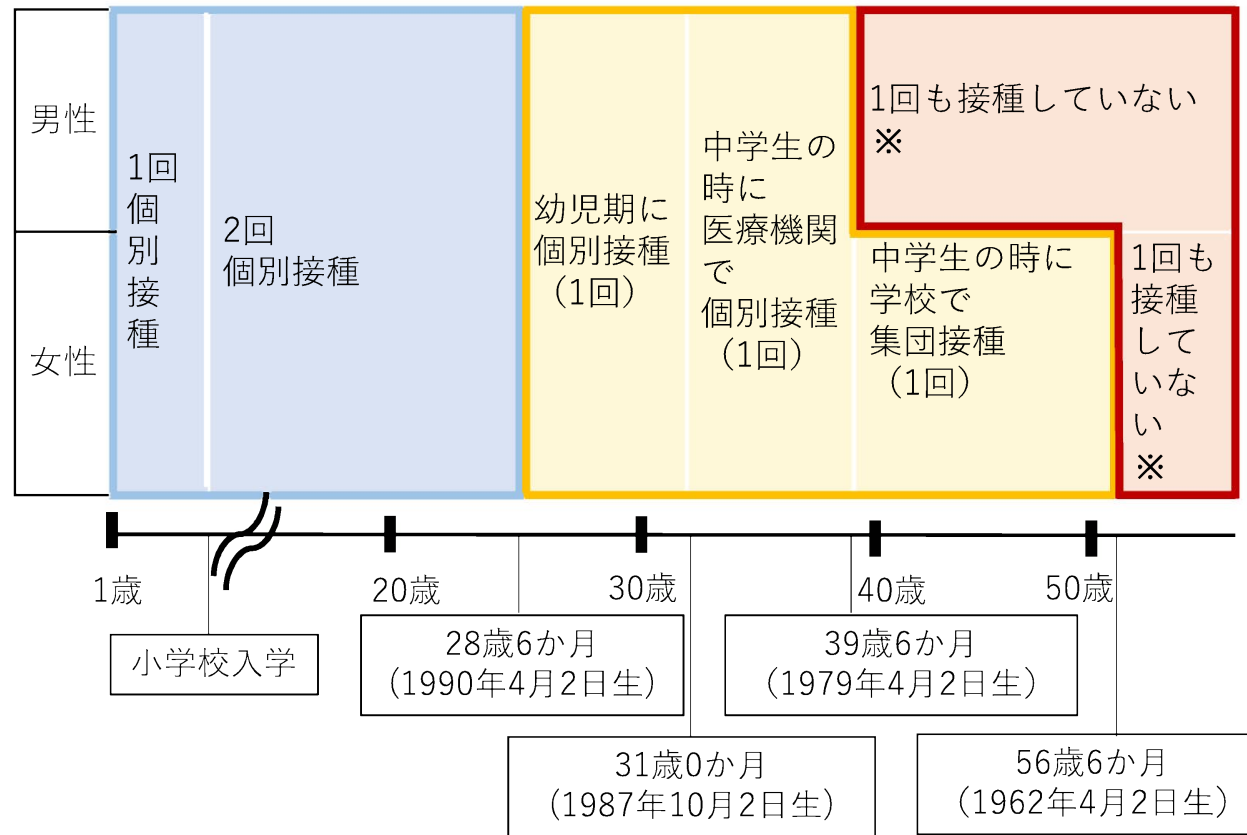 男性
女性
1回
個
別
接
種
2回
個別接種
幼児期に
個別接種
（1回）
中学生の
時に
医療機関
で
個別接種
（1回）
1回も接種していない
※
中学生の時に
学校で
集団接種
（1回）
1回も
接種
して
いな
い
※
1歳
20歳
30歳
40歳
50歳
小学校入学
28歳6か月
（1990年4月2日生）
39歳6か月
（1979年4月2日生）
31歳0か月
（1987年10月2日生）
56歳6か月
（1962年4月2日生）